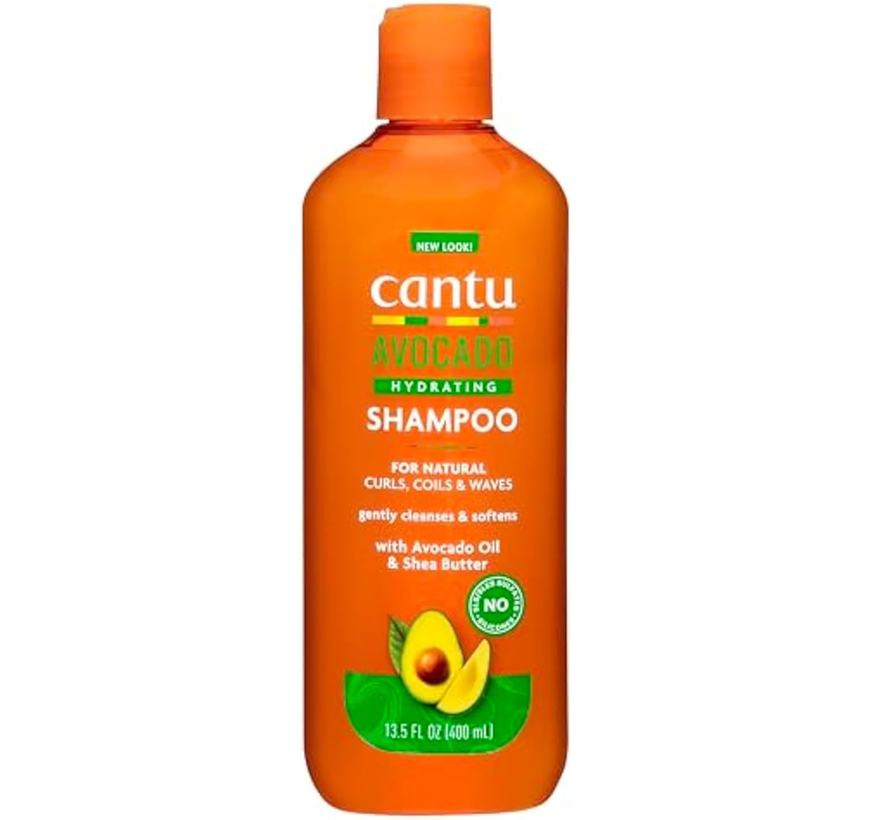 NEW LOOK!
cantu
AVOCADO
HYDRATING
SHAMPOO
FOR NATURAL
CURLS, COILS & WAVES
gently cleanses & softens
with Avocado Oil
& Shea Butter
NO
SILICONES
13.5 FL OZ (400 mL)